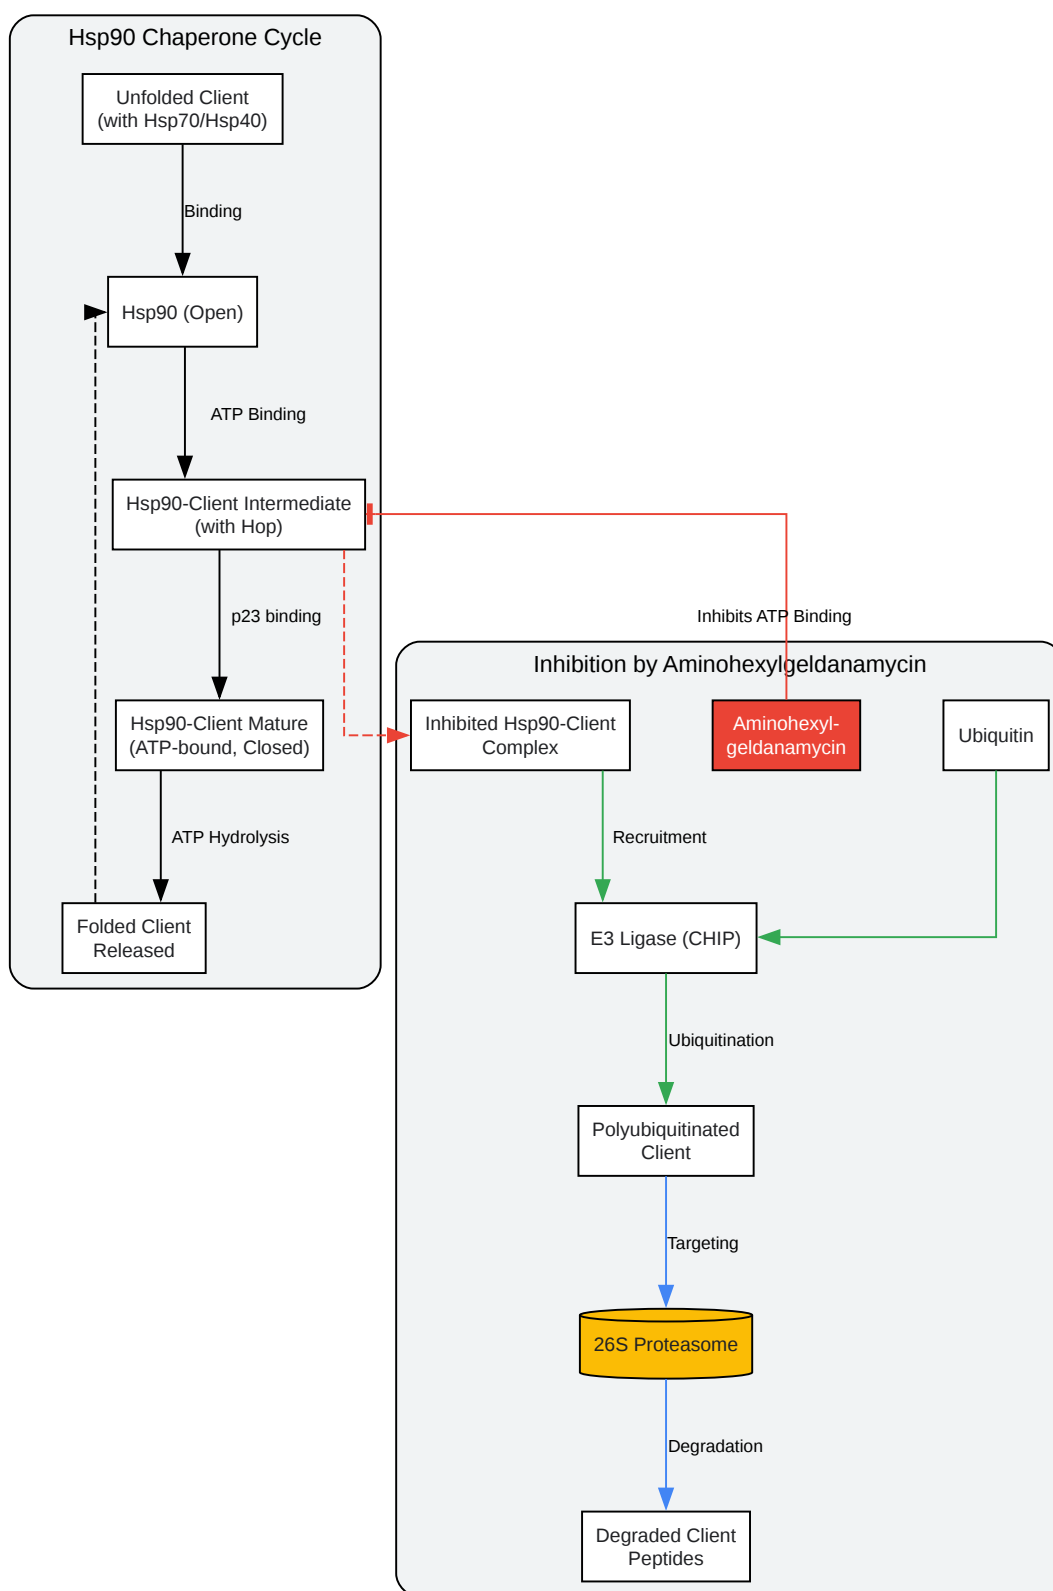 Hsp90 Chaperone Cycle
Unfolded Client
(with Hsp70/Hsp40)
Binding
Hsp90 (Open)
ATP Binding
Hsp90-Client Intermediate
(with Hop)
p23 binding
Hsp90-Client Mature
(ATP-bound, Closed)
ATP Hydrolysis
Folded Client
Released
Inhibits ATP Binding
Inhibition by Aminohexylgeldanamycin
Inhibited Hsp90-Client
Complex
Aminohexyl-
geldanamycin
Ubiquitin
Recruitment
E3 Ligase (CHIP)
Ubiquitination
Polyubiquitinated
Client
Targeting
26S Proteasome
Degradation
Degraded Client
Peptides